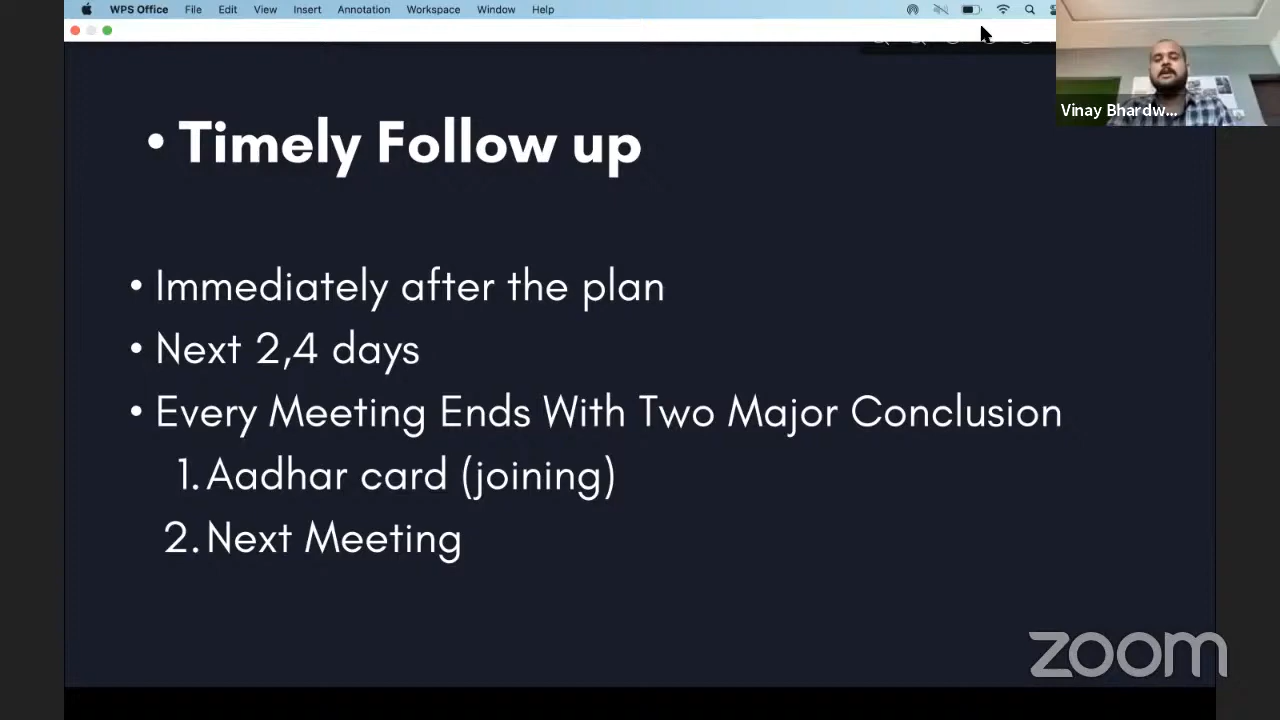 WPS Office File Edit View Insert Annotation Workspace Window Help
Vinay Bhardw...
• Timely Follow up
• Immediately after the plan
• Next 2,4 days
• Every Meeting Ends With Two Major Conclusion
1. Aadhar card (joining)
2. Next Meeting
zoom